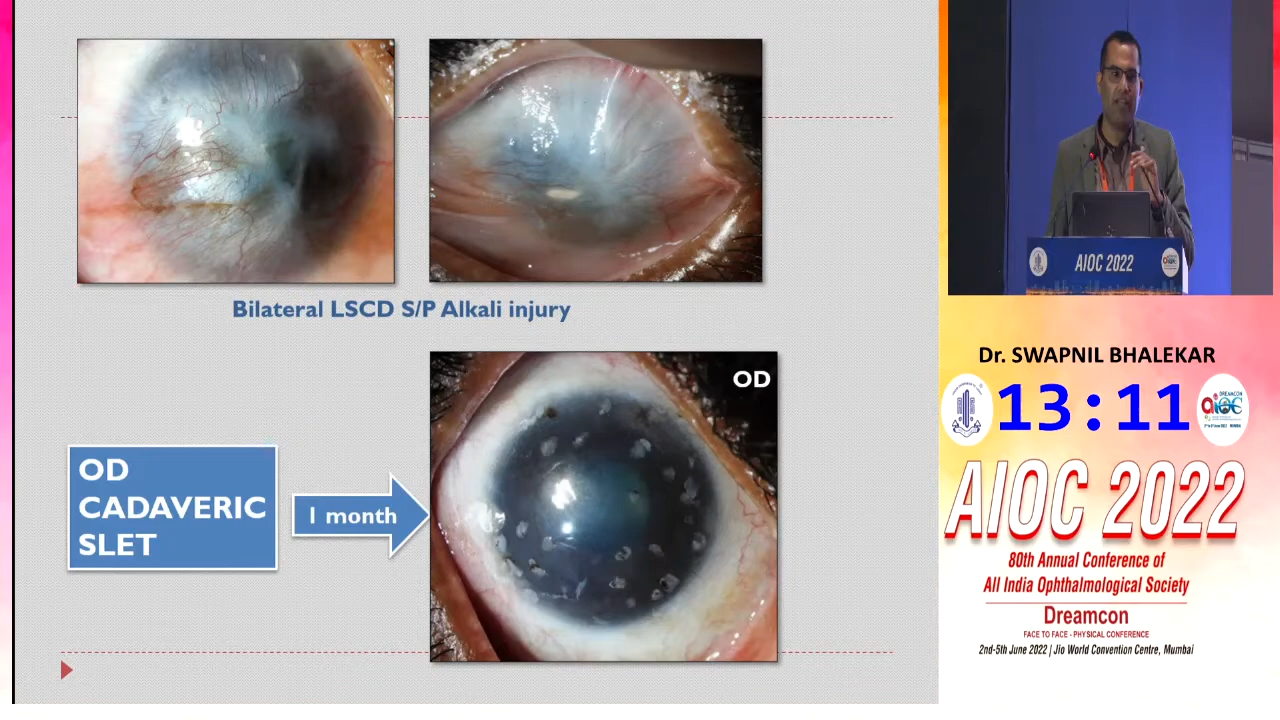 Bilateral LSCD S/P Alkali injury
OD
CADAVERIC
SLET
1 month
OD
AIOC 2022
Dr. SWAPNIL BHALEKAR
13:11
DREAMCON
aioc
AIOC 2022
80th Annual Conference of
All India Ophthalmological Society
Dreamcon
FACE TO FACE - PHYSICAL CONFERENCE
2nd-5th June 2022 | Jio World Convention Centre, Mumbai